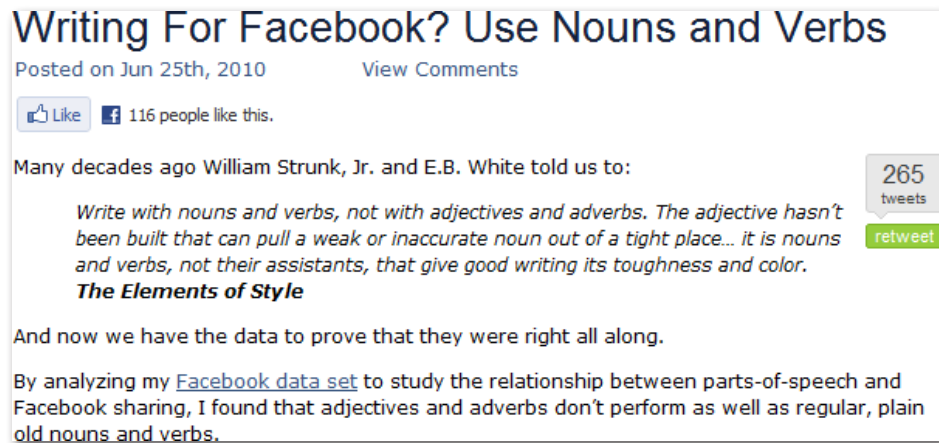 Writing For Facebook? Use Nouns and Verbs
Posted on Jun 25th, 2010 View Comments
Like 116 people like this.
Many decades ago William Strunk, Jr. and E.B. White told us to:
265
tweets
retweet
Write with nouns and verbs, not with adjectives and adverbs. The adjective hasn't
been built that can pull a weak or inaccurate noun out of a tight place… it is nouns
and verbs, not their assistants, that give good writing its toughness and color.
The Elements of Style
And now we have the data to prove that they were right all along.
By analyzing my Facebook data set to study the relationship between parts-of-speech and
Facebook sharing, I found that adjectives and adverbs don't perform as well as regular, plain
old nouns and verbs.